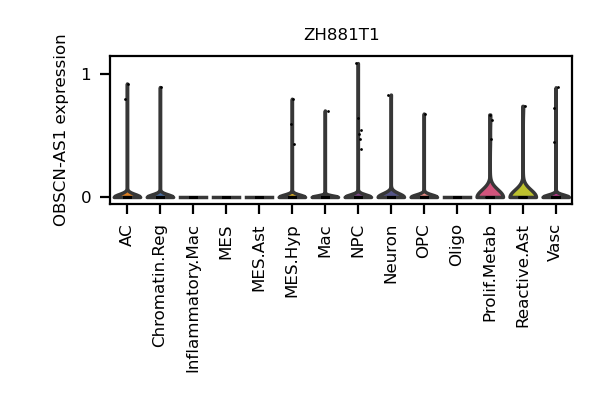 ZH881T1
OBSCN-AS1 expression
1
0
AC
Chromatin.Reg
Inflammatory.Mac
MES
MES.Ast
MES.Hyp
Mac
NPC
Neuron
OPC
Oligo
Prolif.Metab
Reactive.Ast
Vasc